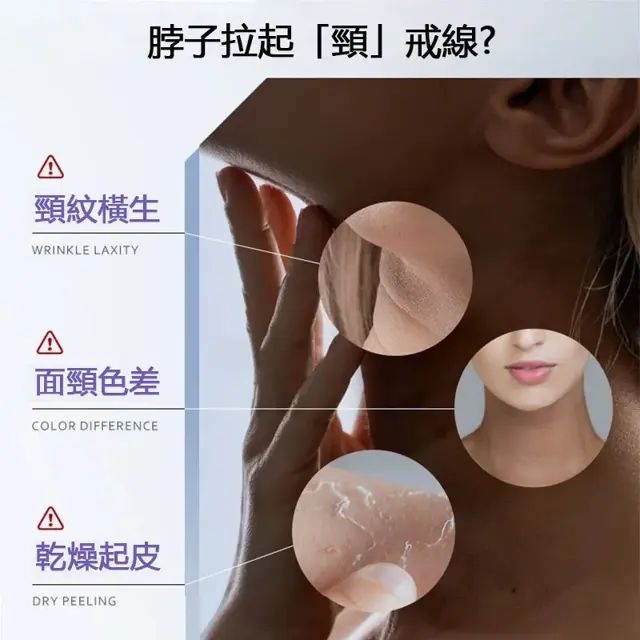 脖子拉起「頸」戒線?
頸紋橫生
WRINKLE LAXITY
面頸色差
COLOR DIFFERENCE
乾燥起皮
DRY PEELING